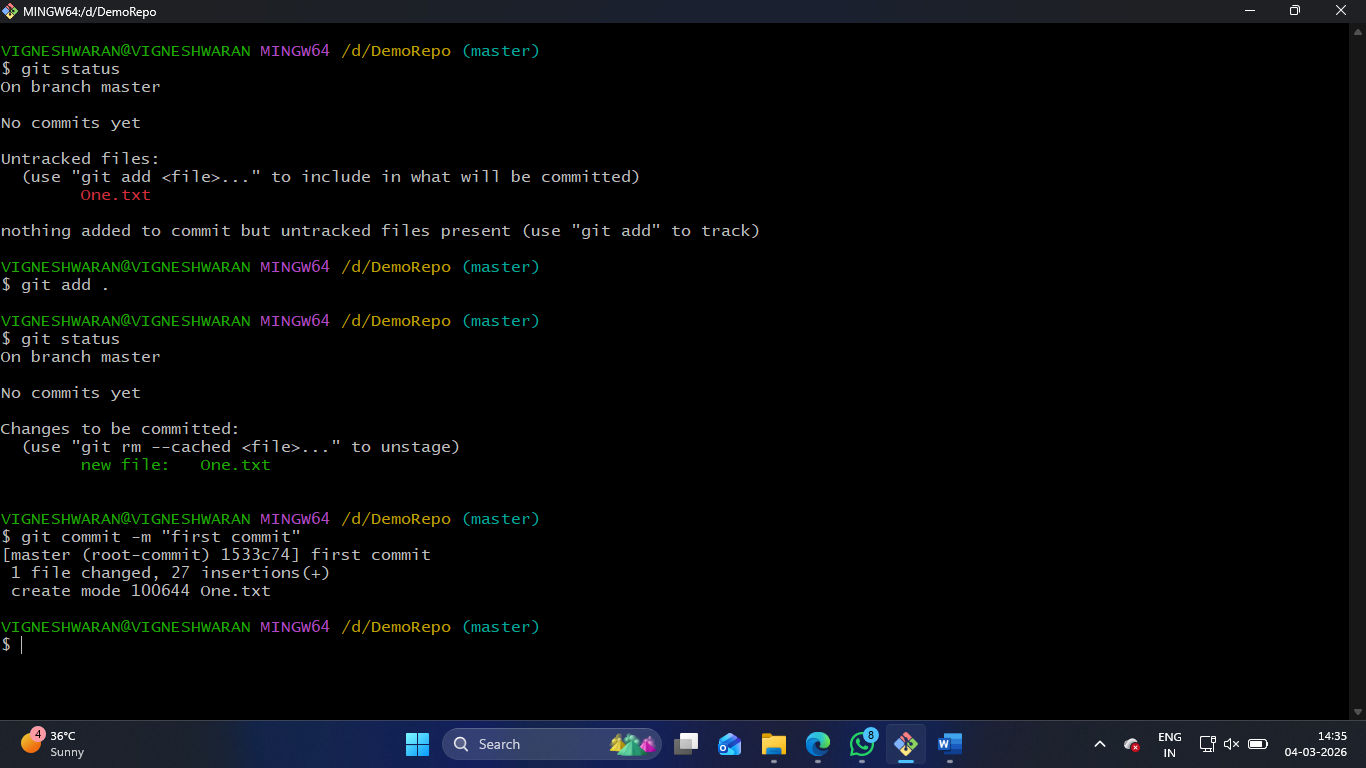 MINGW64:/d/DemoRepo
VIGNESHWARAN@VIGNESHWARAN MINGW64 /d/DemoRepo (master)
$ git status
On branch master
No commits yet
Untracked files:
(use "git add <file>..." to include in what will be committed)
One.txt
nothing added to commit but untracked files present (use "git add" to track)
VIGNESHWARAN@VIGNESHWARAN MINGW64 /d/DemoRepo (master)
$ git add .
VIGNESHWARAN@VIGNESHWARAN MINGW64 /d/DemoRepo (master)
$ git status
On branch master
No commits yet
Changes to be committed:
(use "git rm --cached <file>..." to unstage)
new file:   One.txt
VIGNESHWARAN@VIGNESHWARAN MINGW64 /d/DemoRepo (master)
$ git commit -m "first commit"
[master (root-commit) 1533c74] first commit
1 file changed, 27 insertions(+)
create mode 100644 One.txt
VIGNESHWARAN@VIGNESHWARAN MINGW64 /d/DemoRepo (master)
$
4
36°C
Sunny
Search
8
W
ENG
IN
14:35
04-03-2026